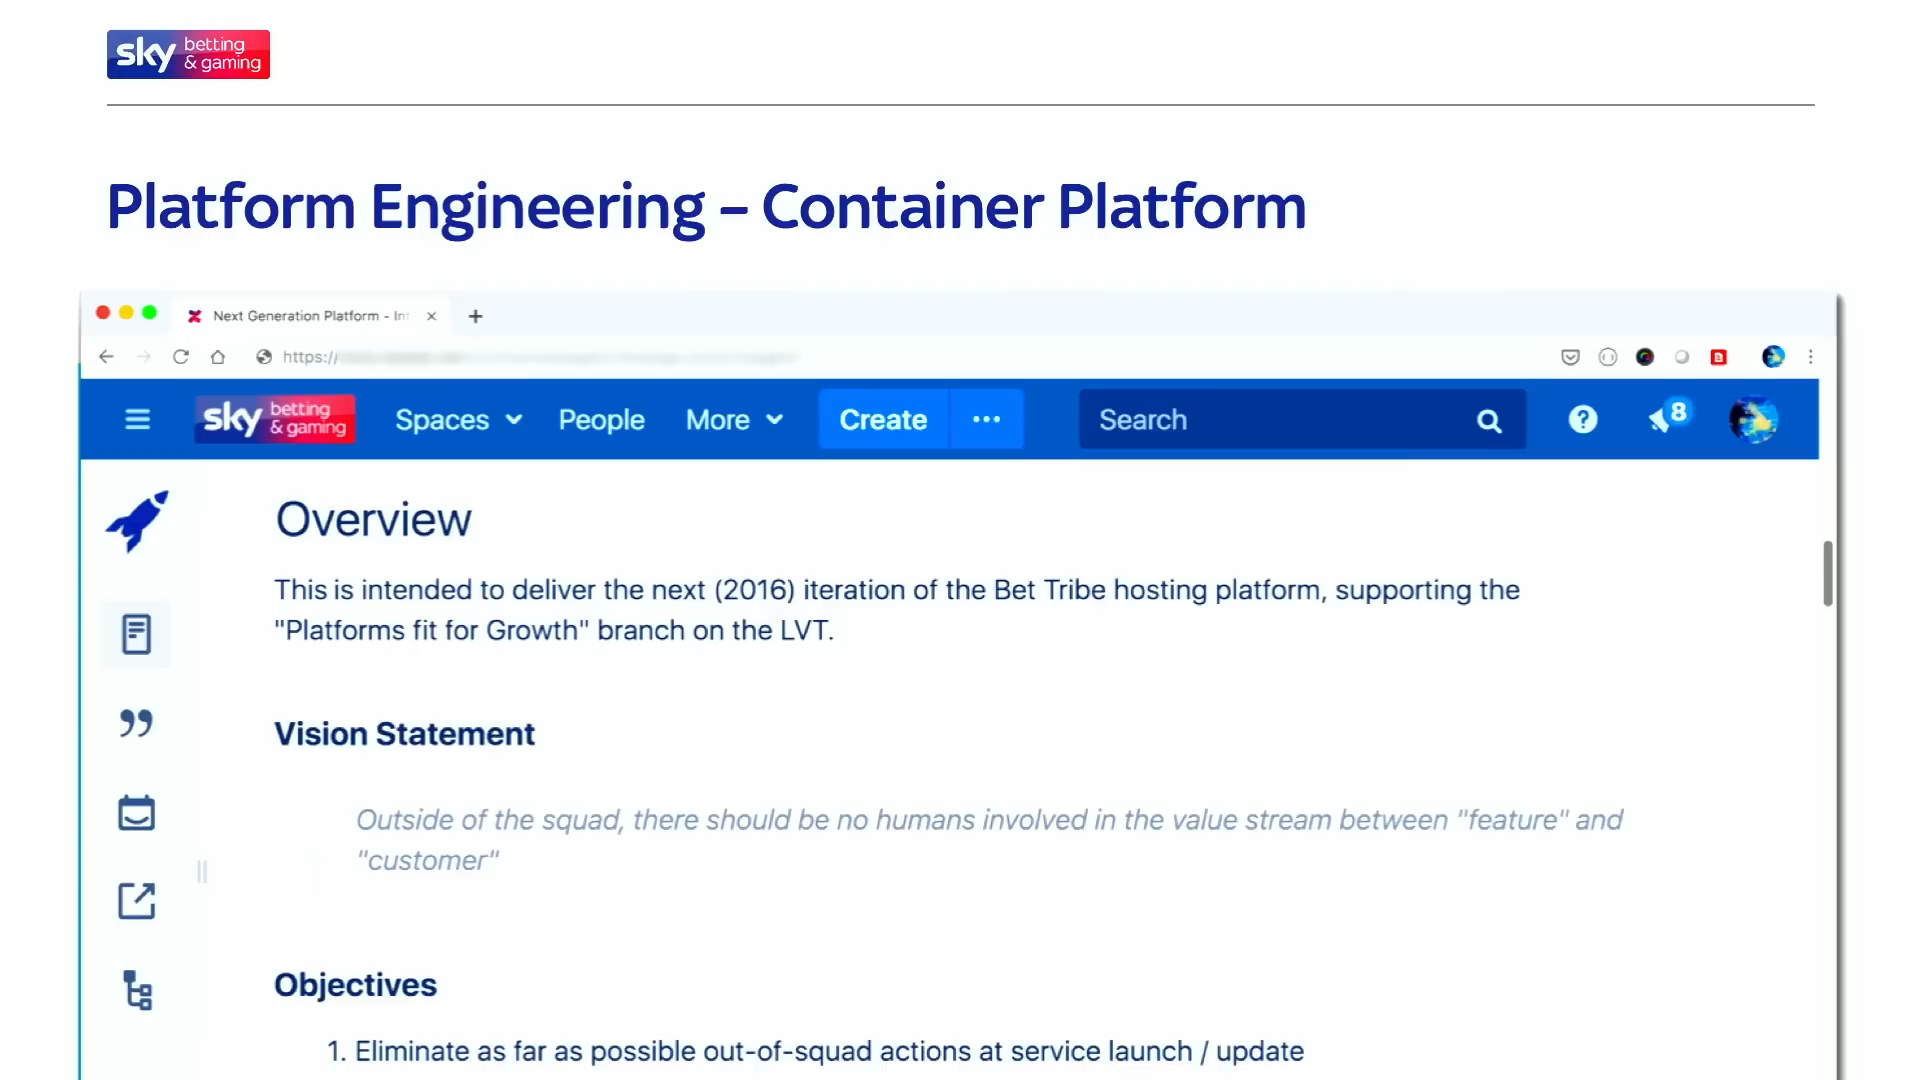 sky betting & gaming
Platform Engineering – Container Platform
Next Generation Platform - Int
https://
sky betting & gaming Spaces People More Create ••• Search ? 8
Overview
This is intended to deliver the next (2016) iteration of the Bet Tribe hosting platform, supporting the
"Platforms fit for Growth" branch on the LVT.
Vision Statement
Outside of the squad, there should be no humans involved in the value stream between "feature" and
"customer"
Objectives
1. Eliminate as far as possible out-of-squad actions at service launch / update